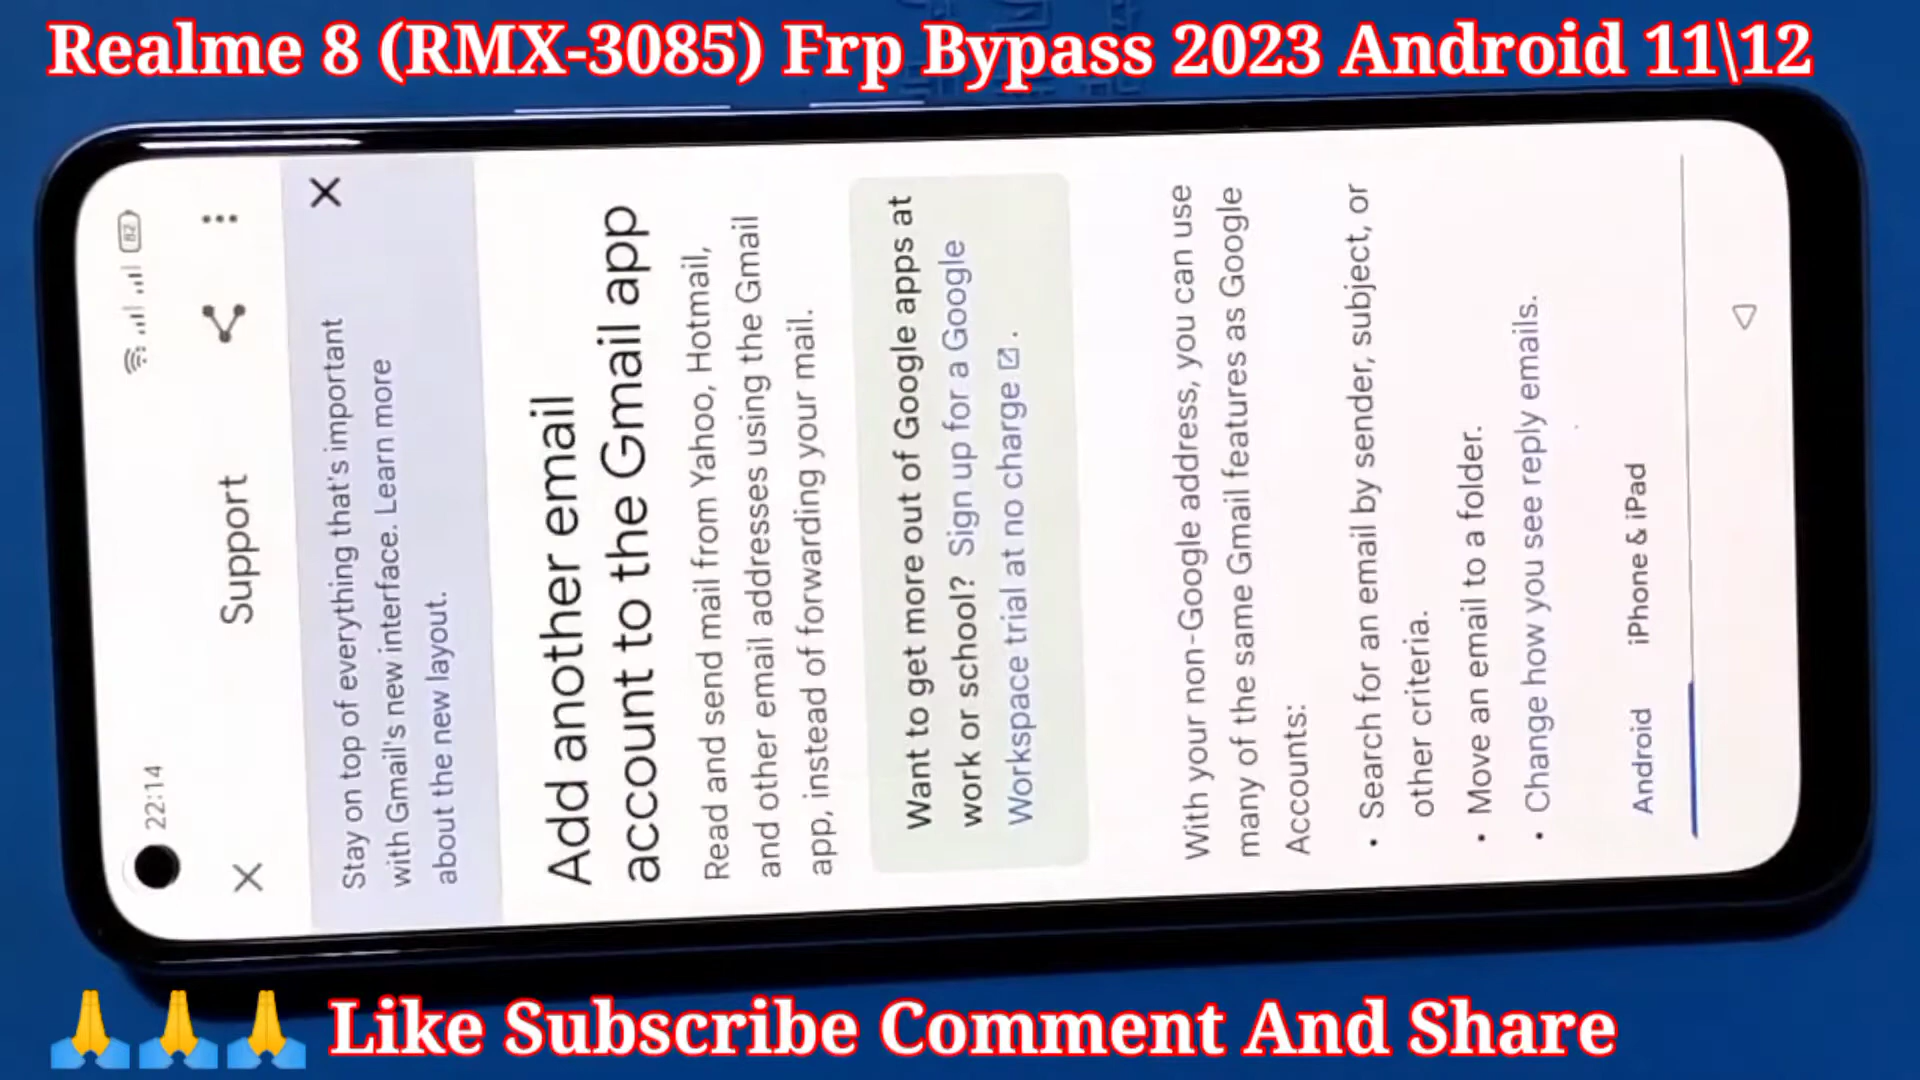 Realme 8 (RMX-3085) Frp Bypass 2023 Android 11\12
22:14
82
Support
Stay on top of everything that's important
with Gmail's new interface. Learn more
about the new layout.
Add another email
account to the Gmail app
Read and send mail from Yahoo, Hotmail,
and other email addresses using the Gmail
app, instead of forwarding your mail.
Want to get more out of Google apps at
work or school? Sign up for a Google
Workspace trial at no charge.
With your non-Google address, you can use
many of the same Gmail features as Google
Accounts:
• Search for an email by sender, subject, or
other criteria.
• Move an email to a folder.
• Change how you see reply emails.
Android iPhone & iPad
🙏🙏🙏 Like Subscribe Comment And Share